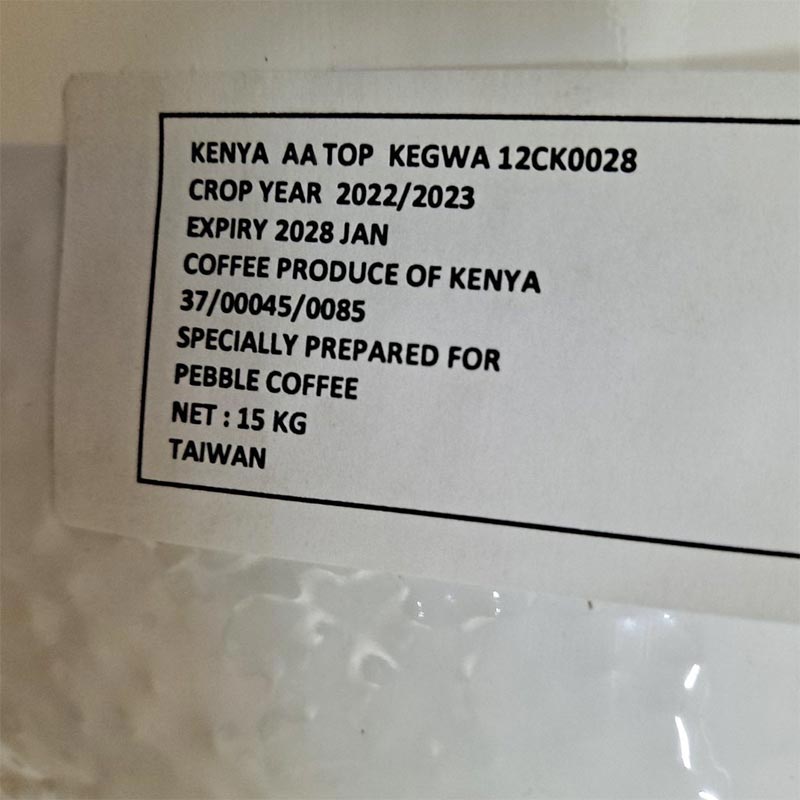 KENYA AA TOP KEGWA 12CK0028
CROP YEAR 2022/2023
EXPIRY 2028 JAN
COFFEE PRODUCE OF KENYA
37/00045/0085
SPECIALLY PREPARED FOR
PEBBLE COFFEE
NET : 15 KG
TAIWAN